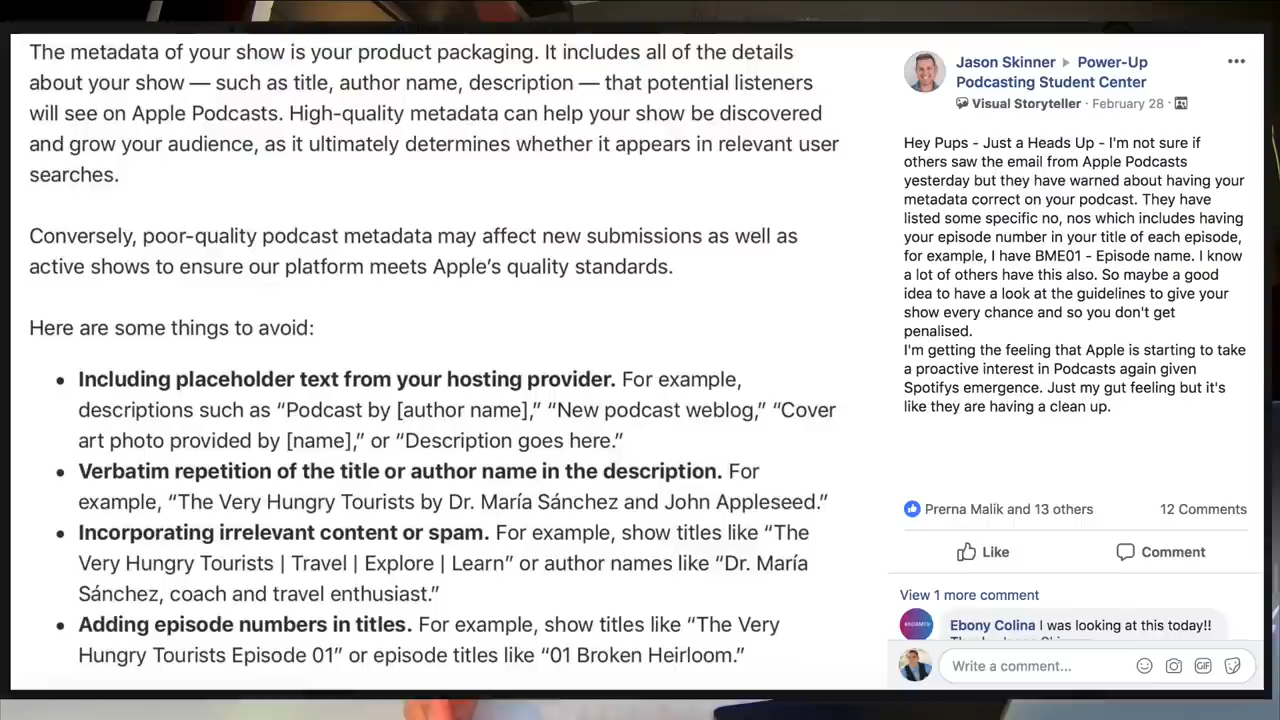 The metadata of your show is your product packaging. It includes all of the details
about your show — such as title, author name, description — that potential listeners
will see on Apple Podcasts. High-quality metadata can help your show be discovered
and grow your audience, as it ultimately determines whether it appears in relevant user
searches.
Conversely, poor-quality podcast metadata may affect new submissions as well as
active shows to ensure our platform meets Apple’s quality standards.
Here are some things to avoid:
• Including placeholder text from your hosting provider. For example,
descriptions such as “Podcast by [author name],” “New podcast weblog,” “Cover
art photo provided by [name],” or “Description goes here.”
• Verbatim repetition of the title or author name in the description. For
example, “The Very Hungry Tourists by Dr. María Sánchez and John Appleseed.”
• Incorporating irrelevant content or spam. For example, show titles like “The
Very Hungry Tourists | Travel | Explore | Learn” or author names like “Dr. María
Sánchez, coach and travel enthusiast.”
• Adding episode numbers in titles. For example, show titles like “The Very
Hungry Tourists Episode 01” or episode titles like “01 Broken Heirloom.”
Jason Skinner ▸ Power-Up
Podcasting Student Center
Visual Storyteller · February 28 ·
Hey Pups - Just a Heads Up - I'm not sure if
others saw the email from Apple Podcasts
yesterday but they have warned about having your
metadata correct on your podcast. They have
listed some specific no, nos which includes having
your episode number in your title of each episode,
for example, I have BME01 - Episode name. I know
a lot of others have this also. So maybe a good
idea to have a look at the guidelines to give your
show every chance and so you don't get
penalised.
I'm getting the feeling that Apple is starting to take
a proactive interest in Podcasts again given
Spotifys emergence. Just my gut feeling but it's
like they are having a clean up.
Prerna Malik and 13 others 12 Comments
Like Comment
View 1 more comment
Ebony Colina I was looking at this today!!
Write a comment...
GIF